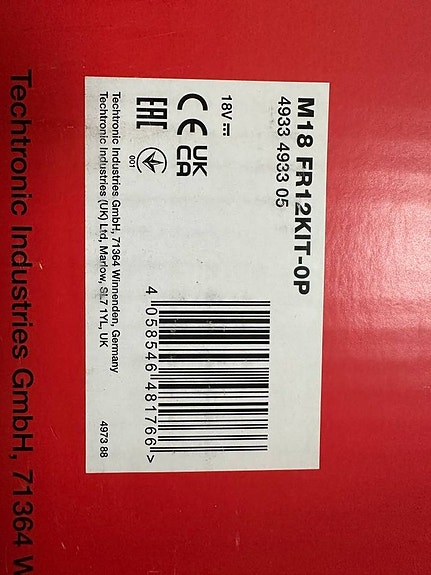 M18 FR12KIT-0P
4933 4933 05
18V
CE UK CA
EAC
001
Techtronic Industries GmbH, 71364 Winnenden, Germany
Techtronic Industries (UK) Ltd, Marlow, SL7 1YL, UK
4 058546 481766 >
4973 88
Techtronic Industries GmbH, 71364 W